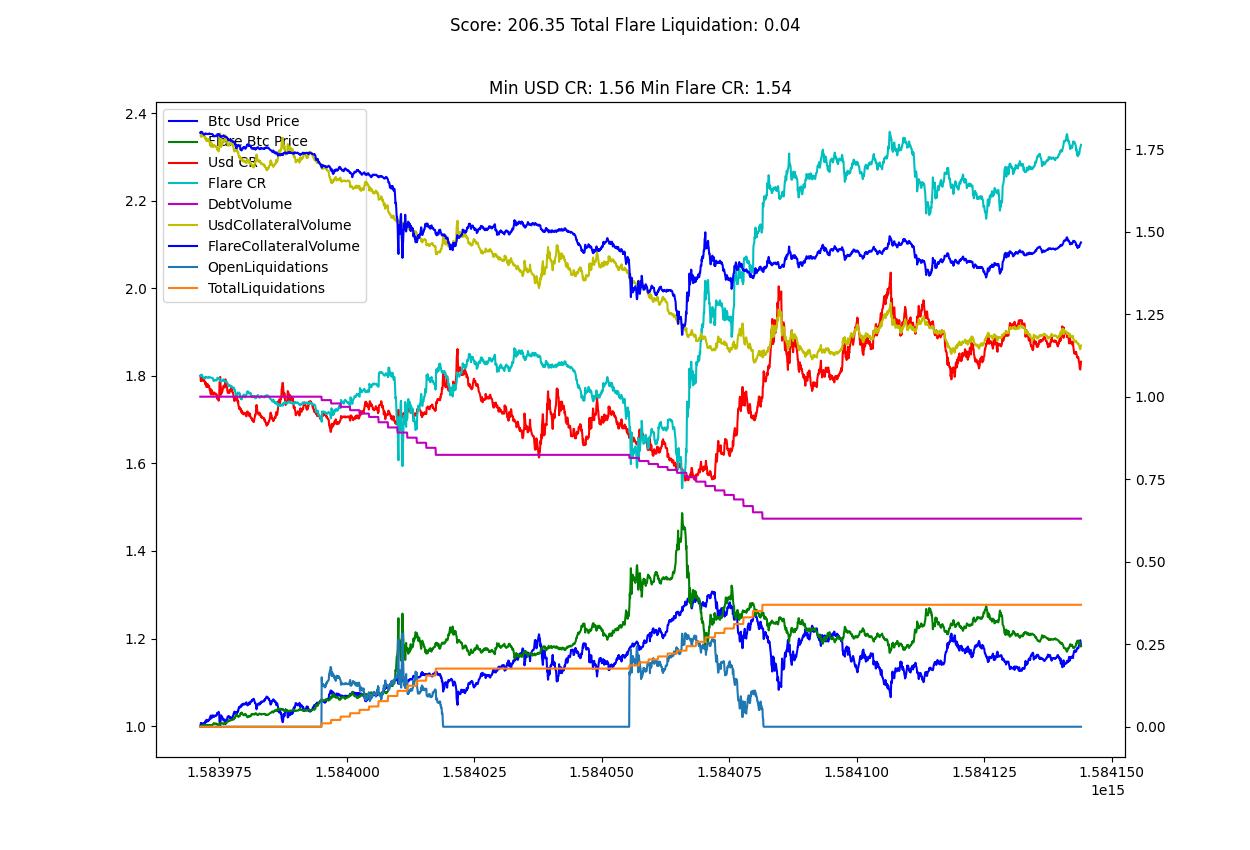 Score: 206.35 Total Flare Liquidation: 0.04
Min USD CR: 1.56 Min Flare CR: 1.54
2.4
2.2
2.0
1.8
1.6
1.4
1.2
1.0
Btc Usd Price
Flare Btc Price
Usd CR
Flare CR
DebtVolume
UsdCollateralVolume
FlareCollateralVolume
OpenLiquidations
TotalLiquidations
1.75
1.50
1.25
1.00
0.75
0.50
0.25
0.00
1.583975 1.584000 1.584025 1.584050 1.584075 1.584100 1.584125 1.584150
1e15